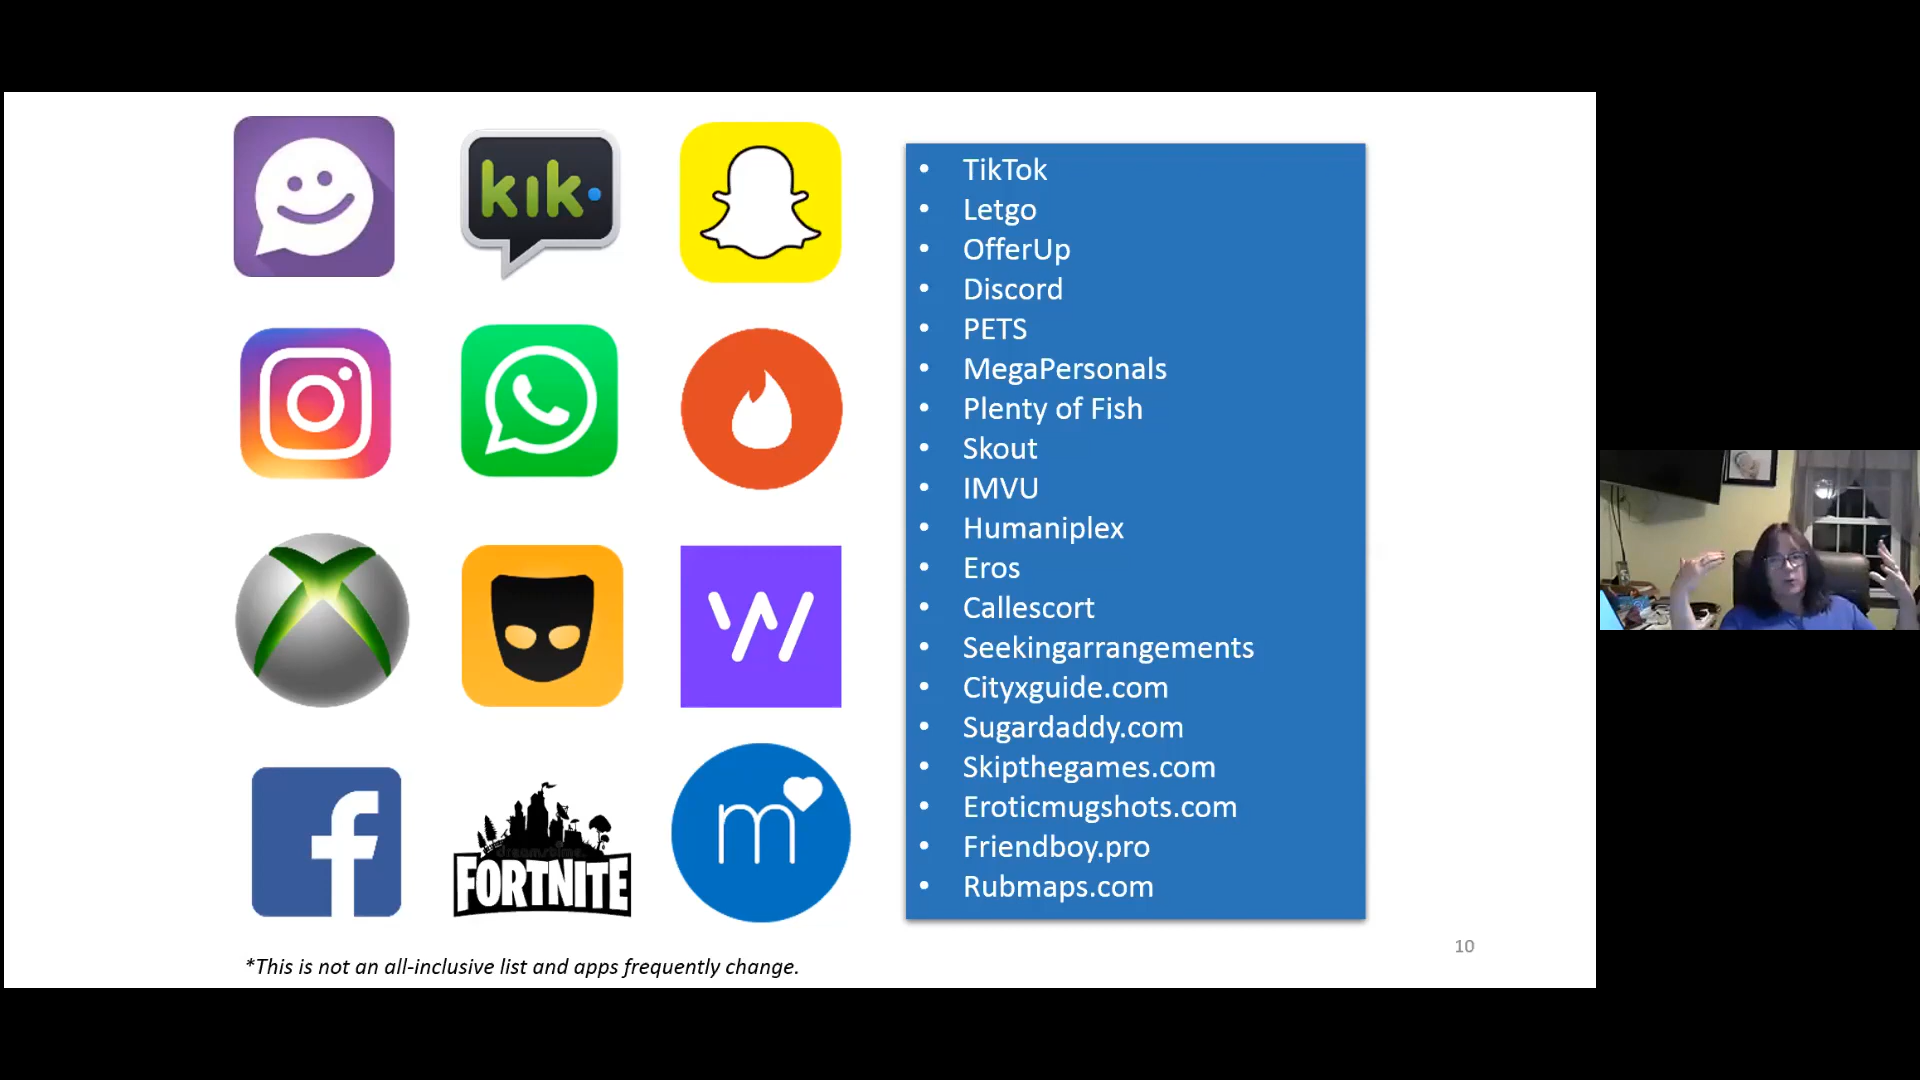 kik
TikTok
Letgo
OfferUp
Discord
PETS
MegaPersonals
Plenty of Fish
Skout
IMVU
Humaniplex
Eros
Callescort
Seekingarrangements
Cityxguide.com
Sugardaddy.com
Skipthegames.com
Eroticmugshots.com
Friendboy.pro
Rubmaps.com
f
dreamstime
FORTNITE
m
*This is not an all-inclusive list and apps frequently change.
10